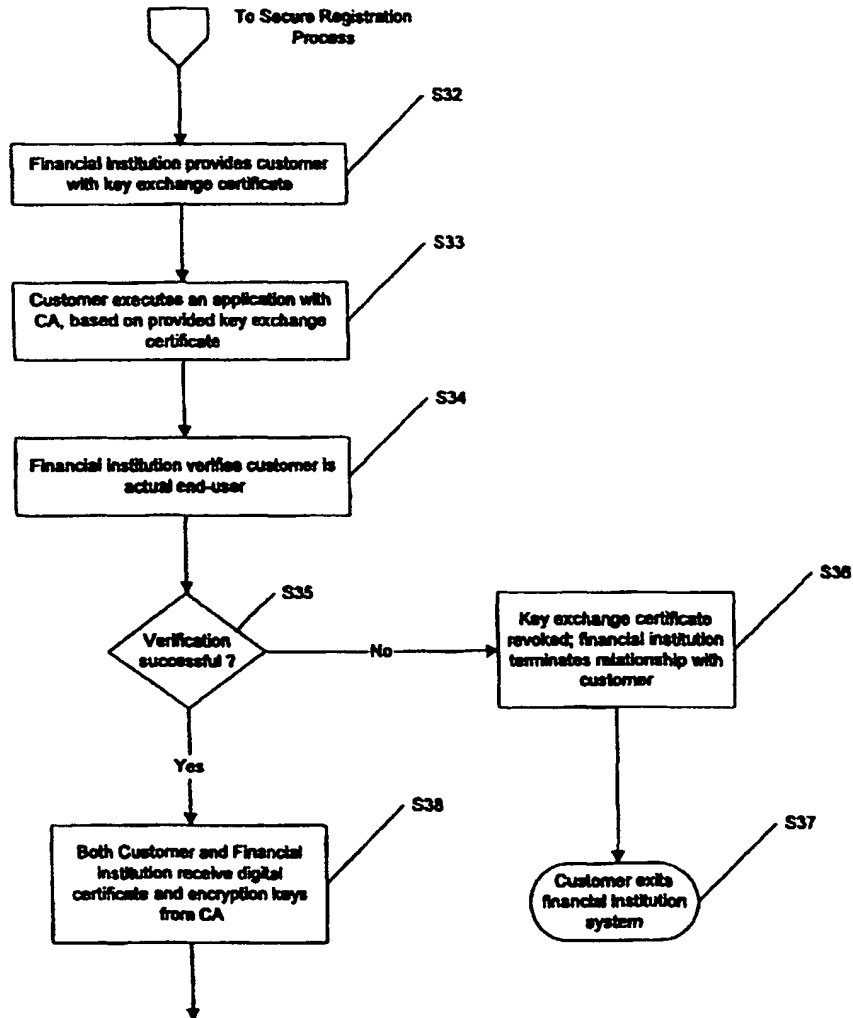 To Secure Registration
Process
S32
Financial institution provides customer
with key exchange certificate
S33
Customer executes an application with
CA, based on provided key exchange
certificate
S34
Financial institution verifies customer is
actual end-user
S35
Verification
successful ?
No
S36
Key exchange certificate
revoked; financial institution
terminates relationship with
customer
Yes
S38
Both Customer and Financial
institution receive digital
certificate and encryption keys
from CA
S37
Customer exits
financial institution
system